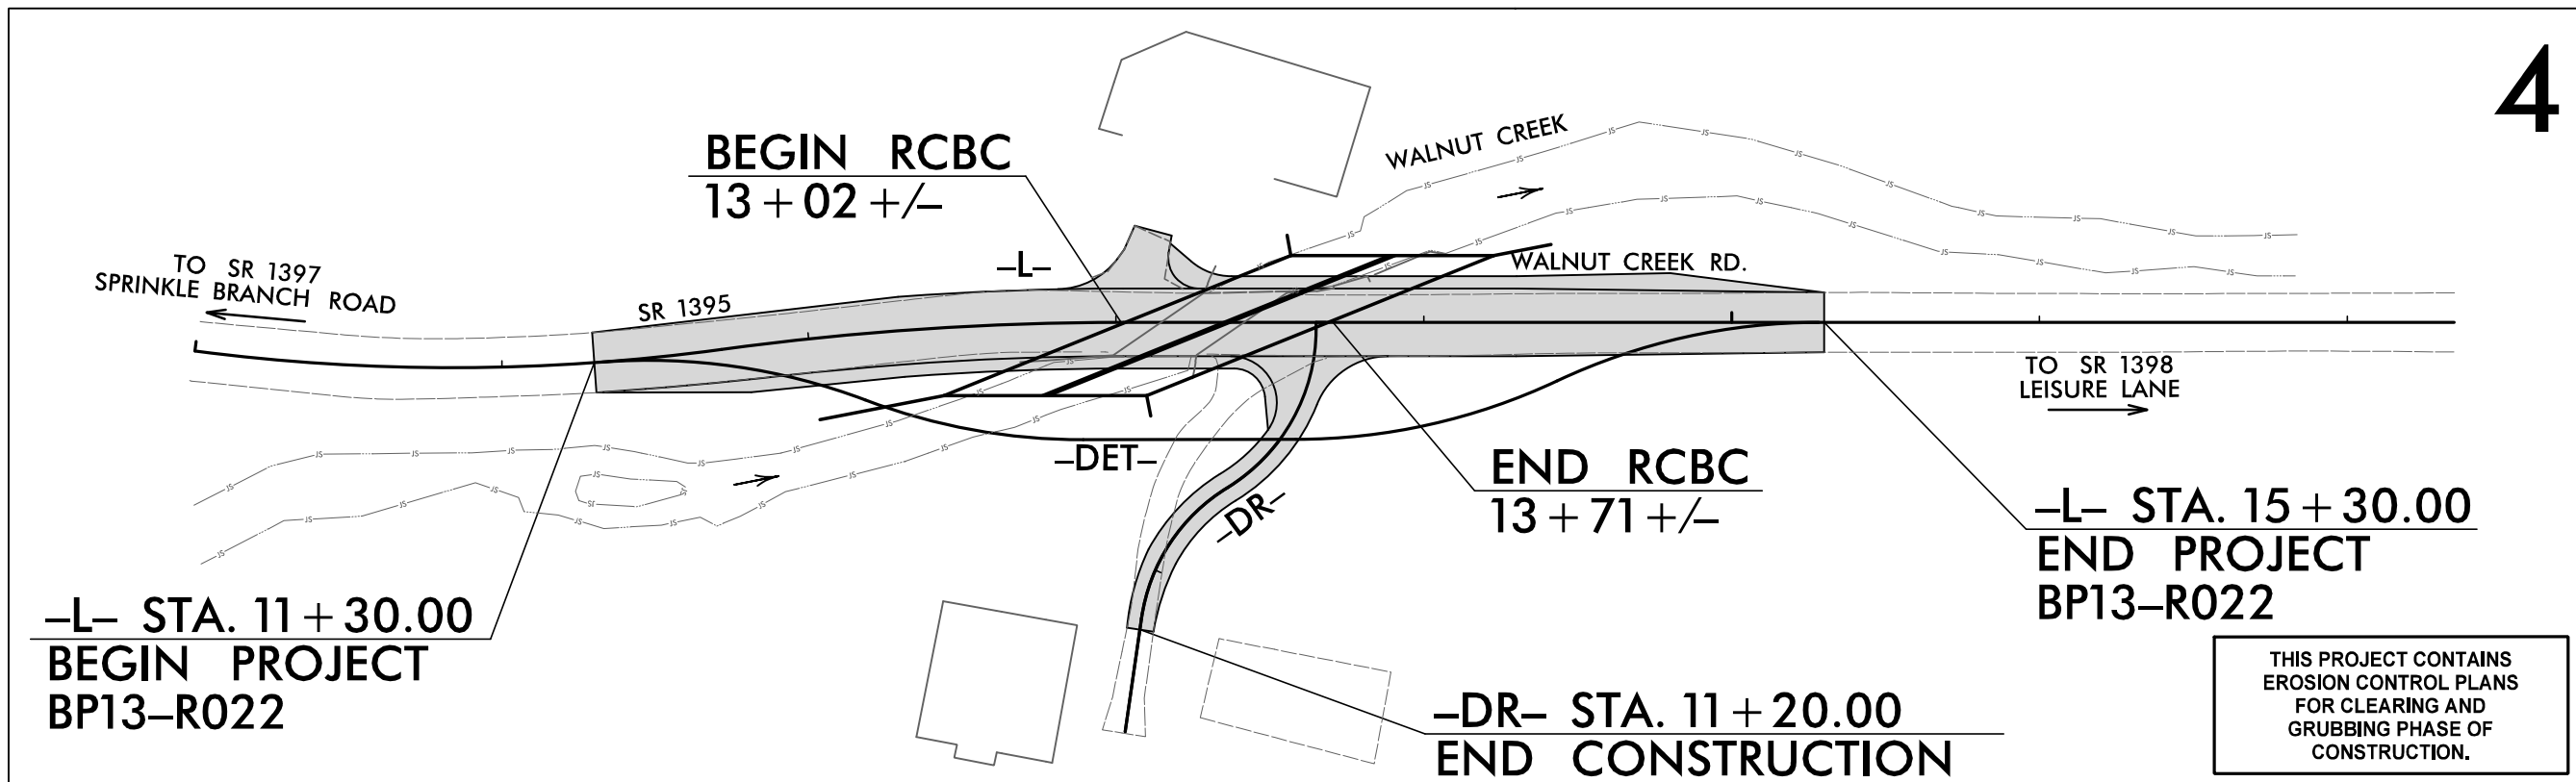 4
BEGIN RCBC
13+02 +/–
WALNUT CREEK
–L–
WALNUT CREEK RD.
TO SR 1397
SPRINKLE BRANCH ROAD
SR 1395
TO SR 1398
LEISURE LANE
–DET–
END RCBC
13+71 +/–
–DR–
–L– STA. 15+30.00
END PROJECT
BP13–R022
–L– STA. 11+30.00
BEGIN PROJECT
BP13–R022
–DR– STA. 11+20.00
END CONSTRUCTION
THIS PROJECT CONTAINS
EROSION CONTROL PLANS
FOR CLEARING AND
GRUBBING PHASE OF
CONSTRUCTION.